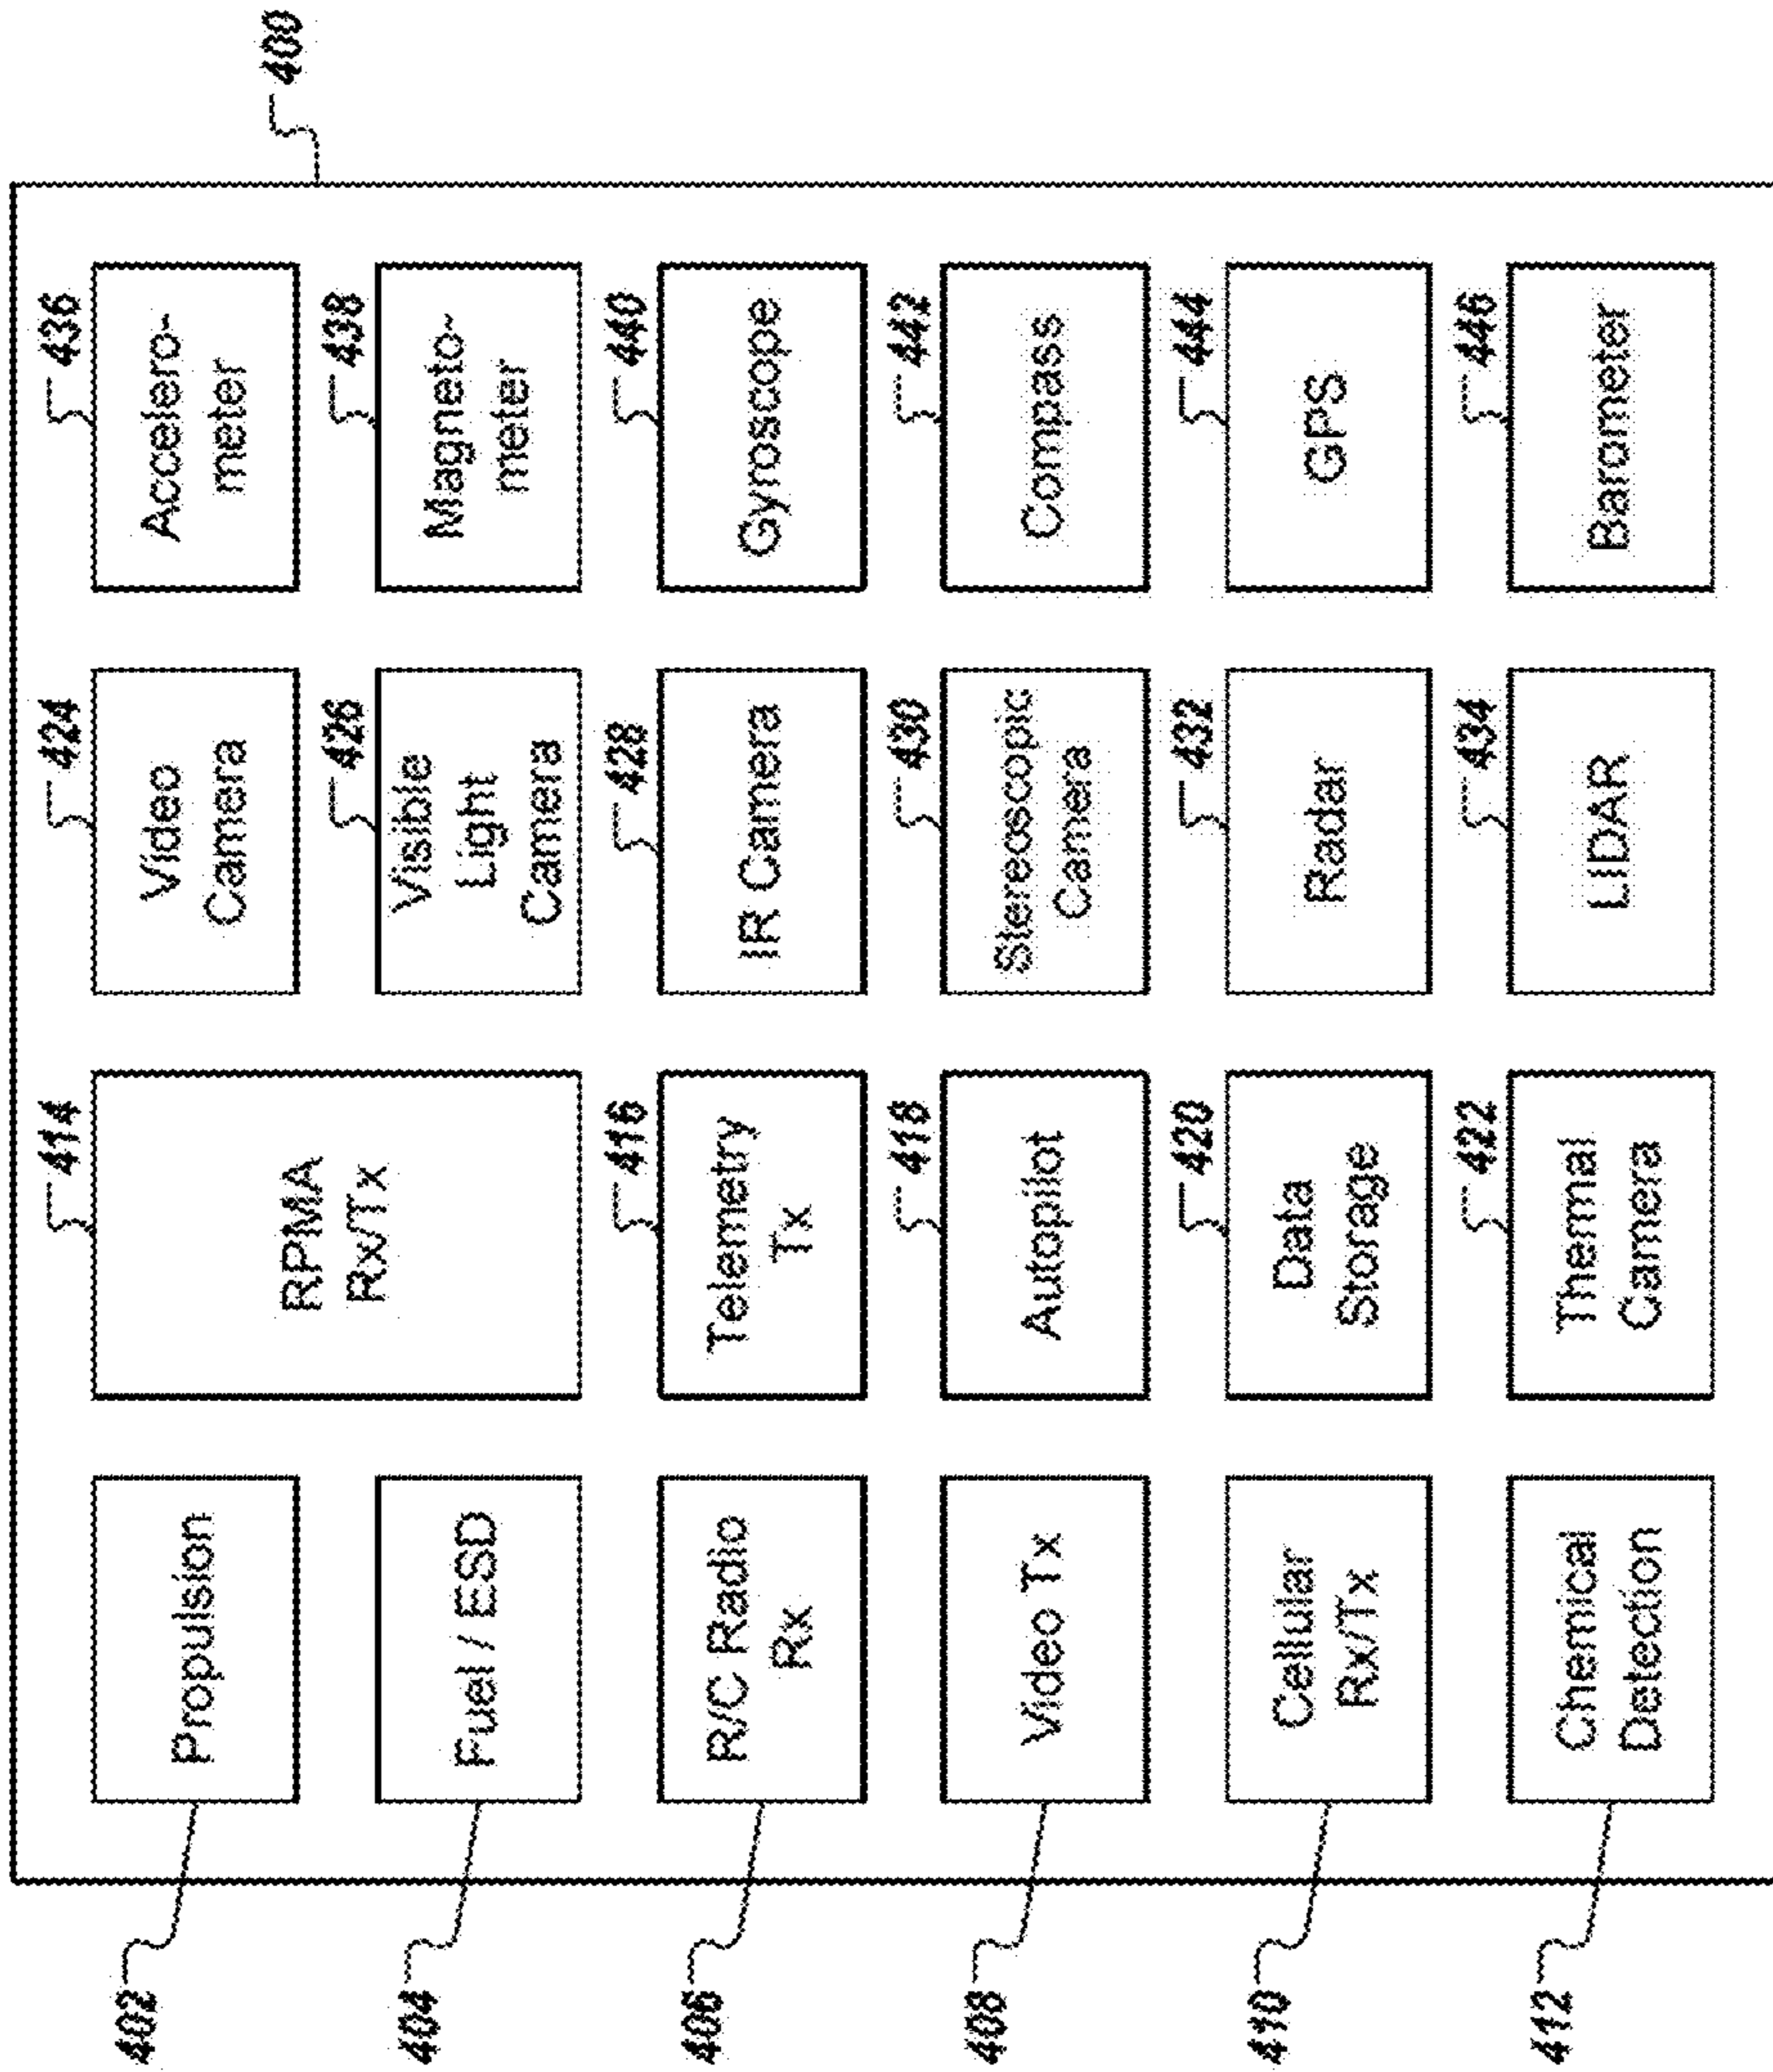 400
402
Propulsion
404
Fuel / ESD
406
R/C Radio
Rx
408
Video Tx
410
Cellular
Rx/Tx
412
Chemical
Detection
414
RPMA
Rx/Tx
416
Telemetry
Tx
418
Autopilot
420
Data
Storage
422
Thermal
Camera
424
Video
Camera
426
Visible
Light
Camera
428
IR Camera
430
Stereoscopic
Camera
432
Radar
434
LIDAR
436
Accelero-
meter
438
Magneto-
meter
440
Gyroscope
442
Compass
444
GPS
446
Barometer